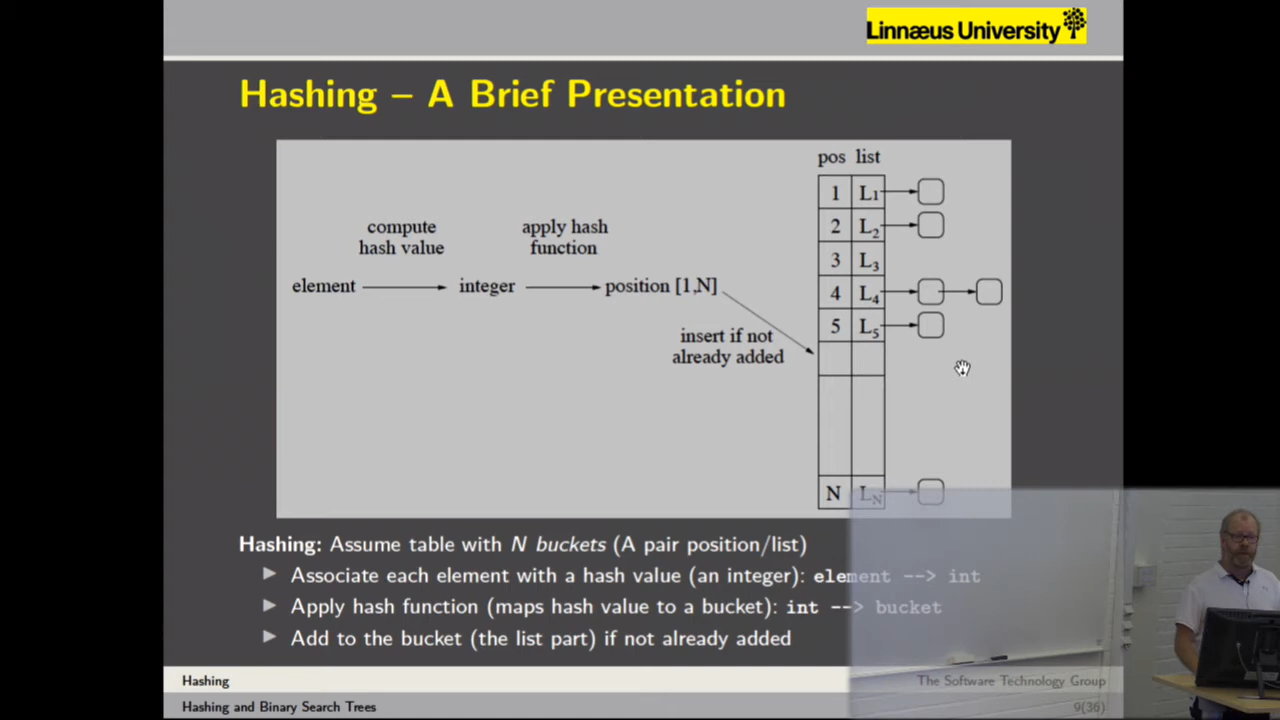 Linnæus University
Hashing – A Brief Presentation
pos list
1 L1
2 L2
3 L3
4 L4
5 L5
N LN
compute
hash value
apply hash
function
element
integer
position [1,N]
insert if not
already added
Hashing: Assume table with N buckets (A pair position/list)
Associate each element with a hash value (an integer): element --> int
Apply hash function (maps hash value to a bucket): int --> bucket
Add to the bucket (the list part) if not already added
Hashing
The Software Technology Group
Hashing and Binary Search Trees
9(36)